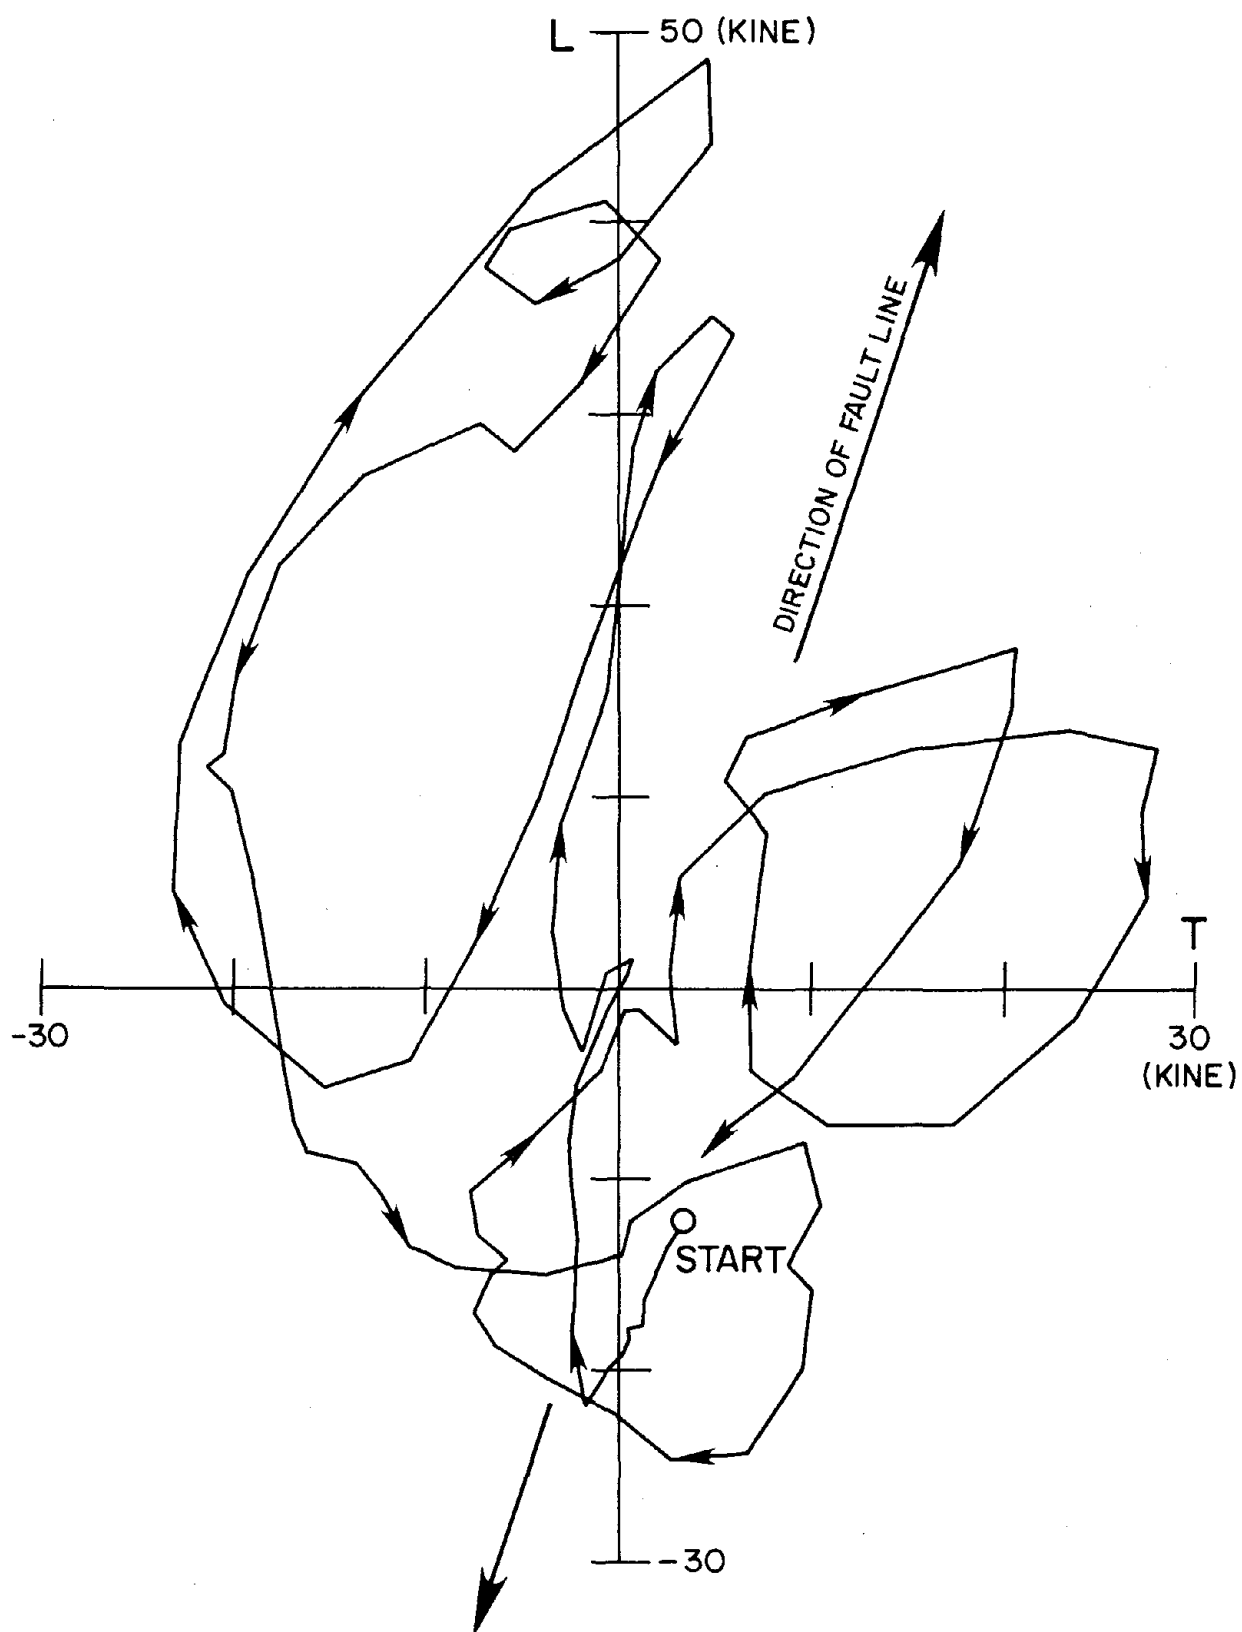 L 50 (KINE)
DIRECTION OF FAULT LINE
T
-30
30
(KINE)
START
-30